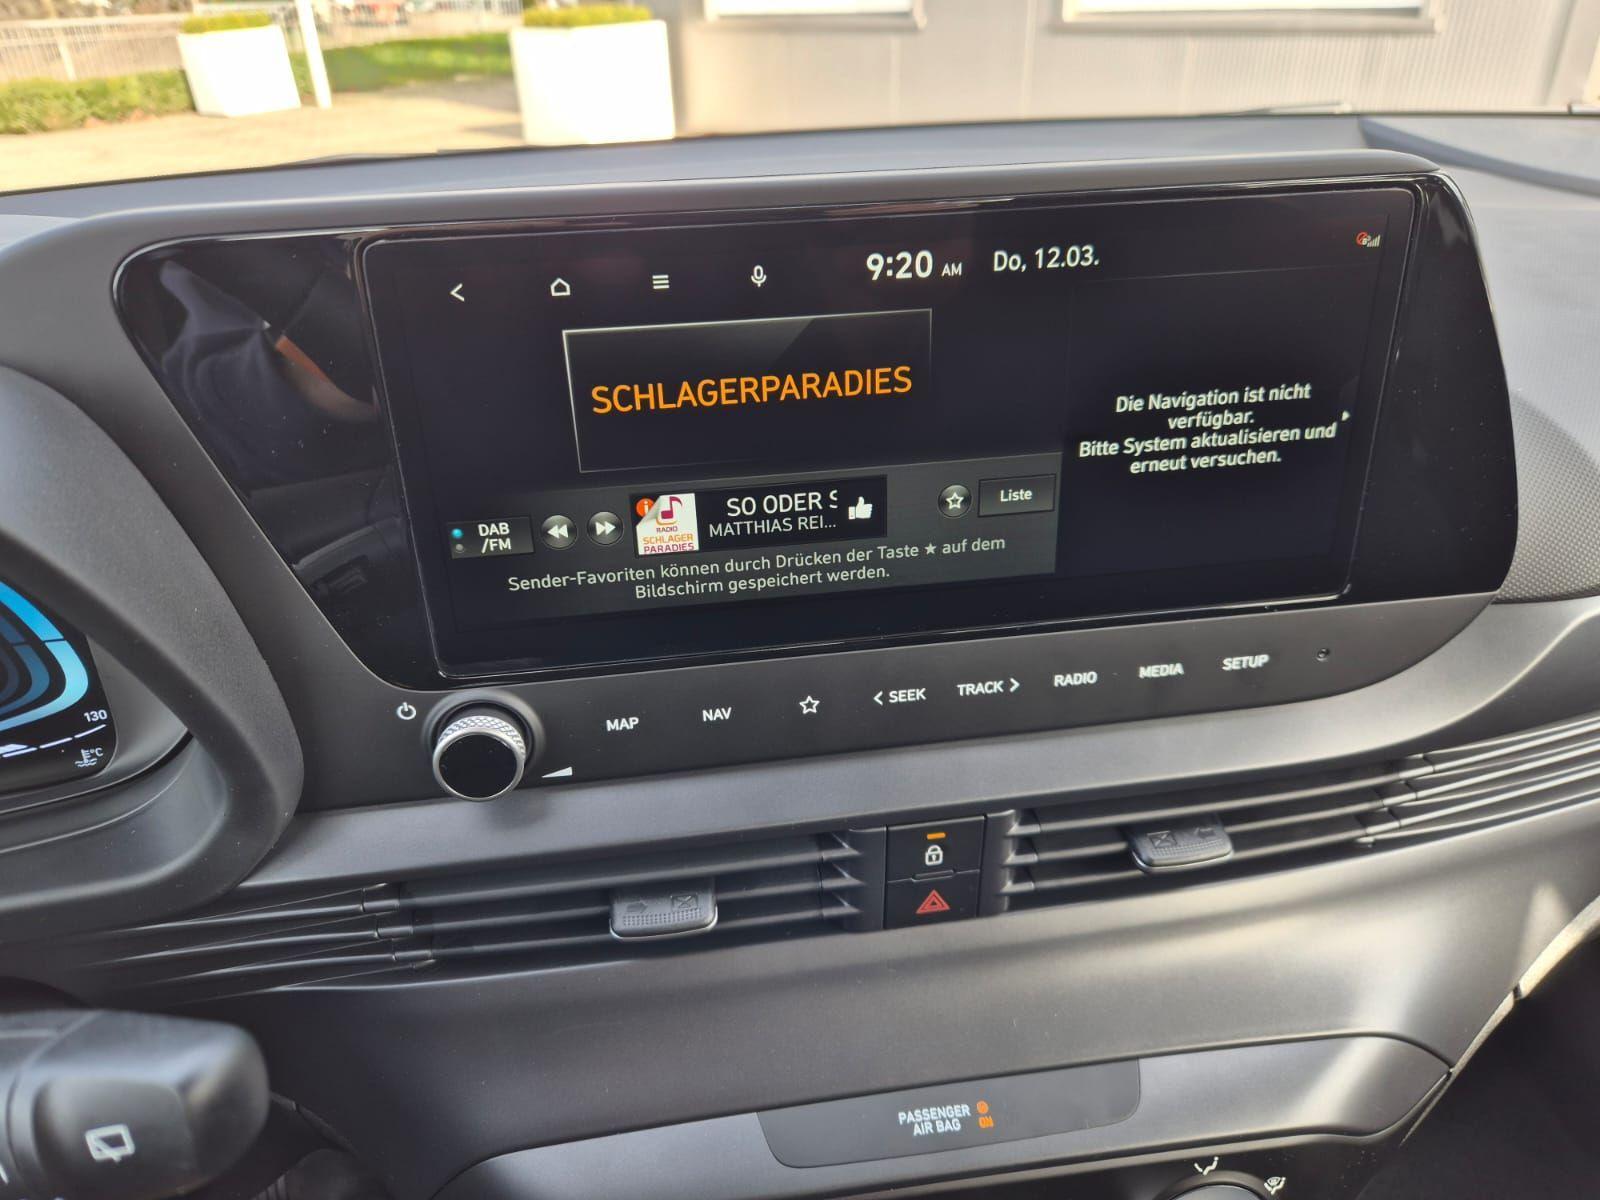 9:20 AM Do, 12.03.
SCHLAGERPARADIES
Die Navigation ist nicht
verfügbar.
Bitte System aktualisieren und
erneut versuchen.
DAB
/FM
RADIO
SCHLAGER
PARADIES
SO ODER S
MATTHIAS REI...
Liste
Sender-Favoriten können durch Drücken der Taste ★ auf dem
Bildschirm gespeichert werden.
MAP NAV < SEEK TRACK > RADIO MEDIA SETUP
130
°C
PASSENGER
AIR BAG
ON